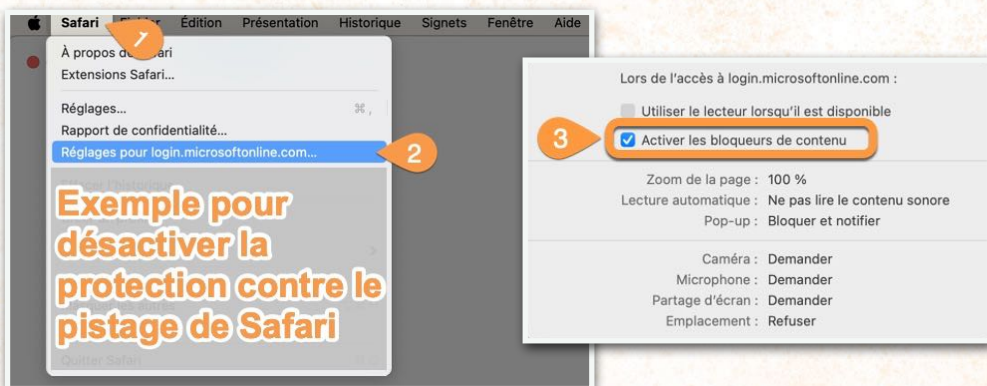 Safari Édition Présentation Historique Signets Fenêtre Aide
1
À propos de
Extensions Safari...
Réglages... ⌘ ,
Rapport de confidentialité...
Réglages pour login.microsoftonline.com...
2
Exemple pour
désactiver la
protection contre le
pistage de Safari
Quitter Safari
Lors de l'accès à login.microsoftonline.com :
Utiliser le lecteur lorsqu'il est disponible
3
Activer les bloqueurs de contenu
Zoom de la page : 100 %
Lecture automatique : Ne pas lire le contenu sonore
Pop-up : Bloquer et notifier
Caméra : Demander
Microphone : Demander
Partage d'écran : Demander
Emplacement : Refuser